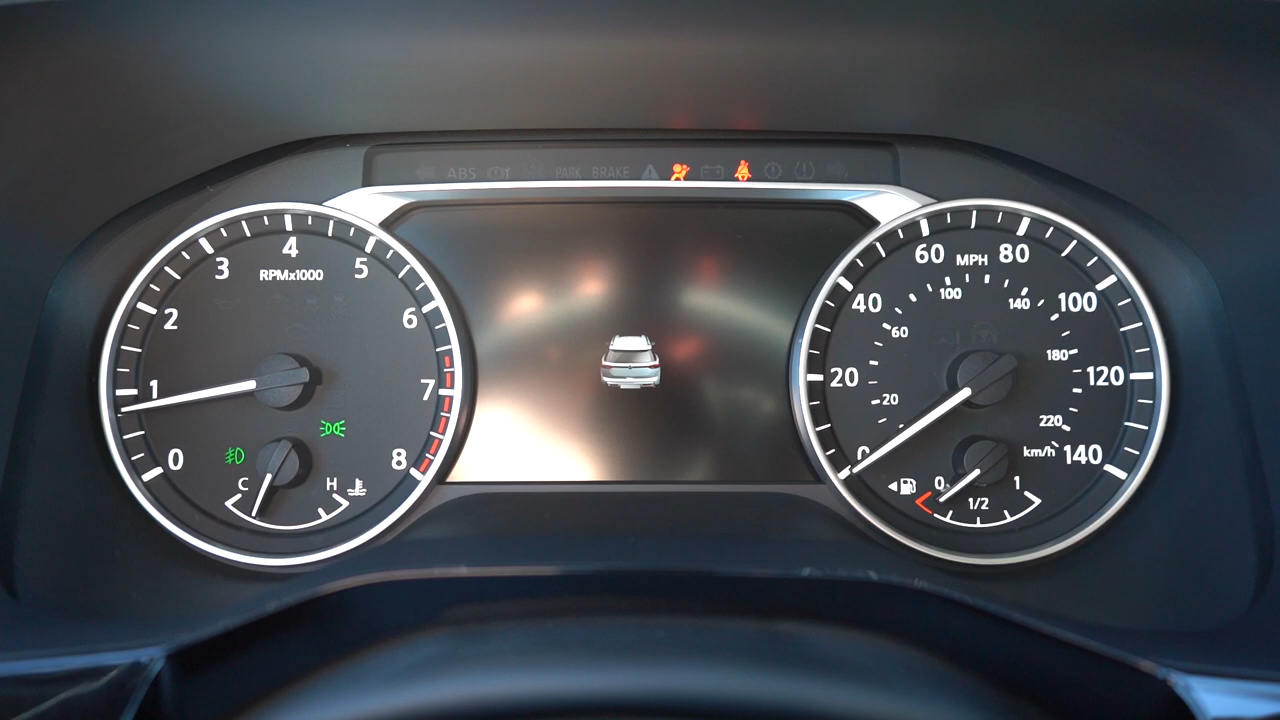 ABS PARK BRAKE
0 1 2 3 4 5 6 7 8
RPMx1000
C H
0 20 40 60 80 100 120 140
MPH
20 60 100 140 180 220
km/h
0 1/2 1